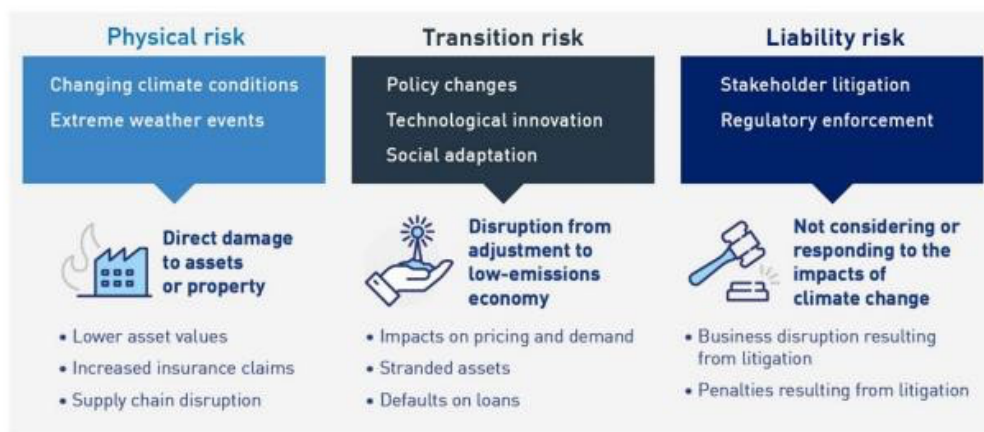 Physical risk
Changing climate conditions
Extreme weather events
Direct damage
to assets
or property
• Lower asset values
• Increased insurance claims
• Supply chain disruption
Transition risk
Policy changes
Technological innovation
Social adaptation
Disruption from
adjustment to
low-emissions
economy
• Impacts on pricing and demand
• Stranded assets
• Defaults on loans
Liability risk
Stakeholder litigation
Regulatory enforcement
Not considering or
responding to the
impacts of
climate change
• Business disruption resulting
from litigation
• Penalties resulting from litigation